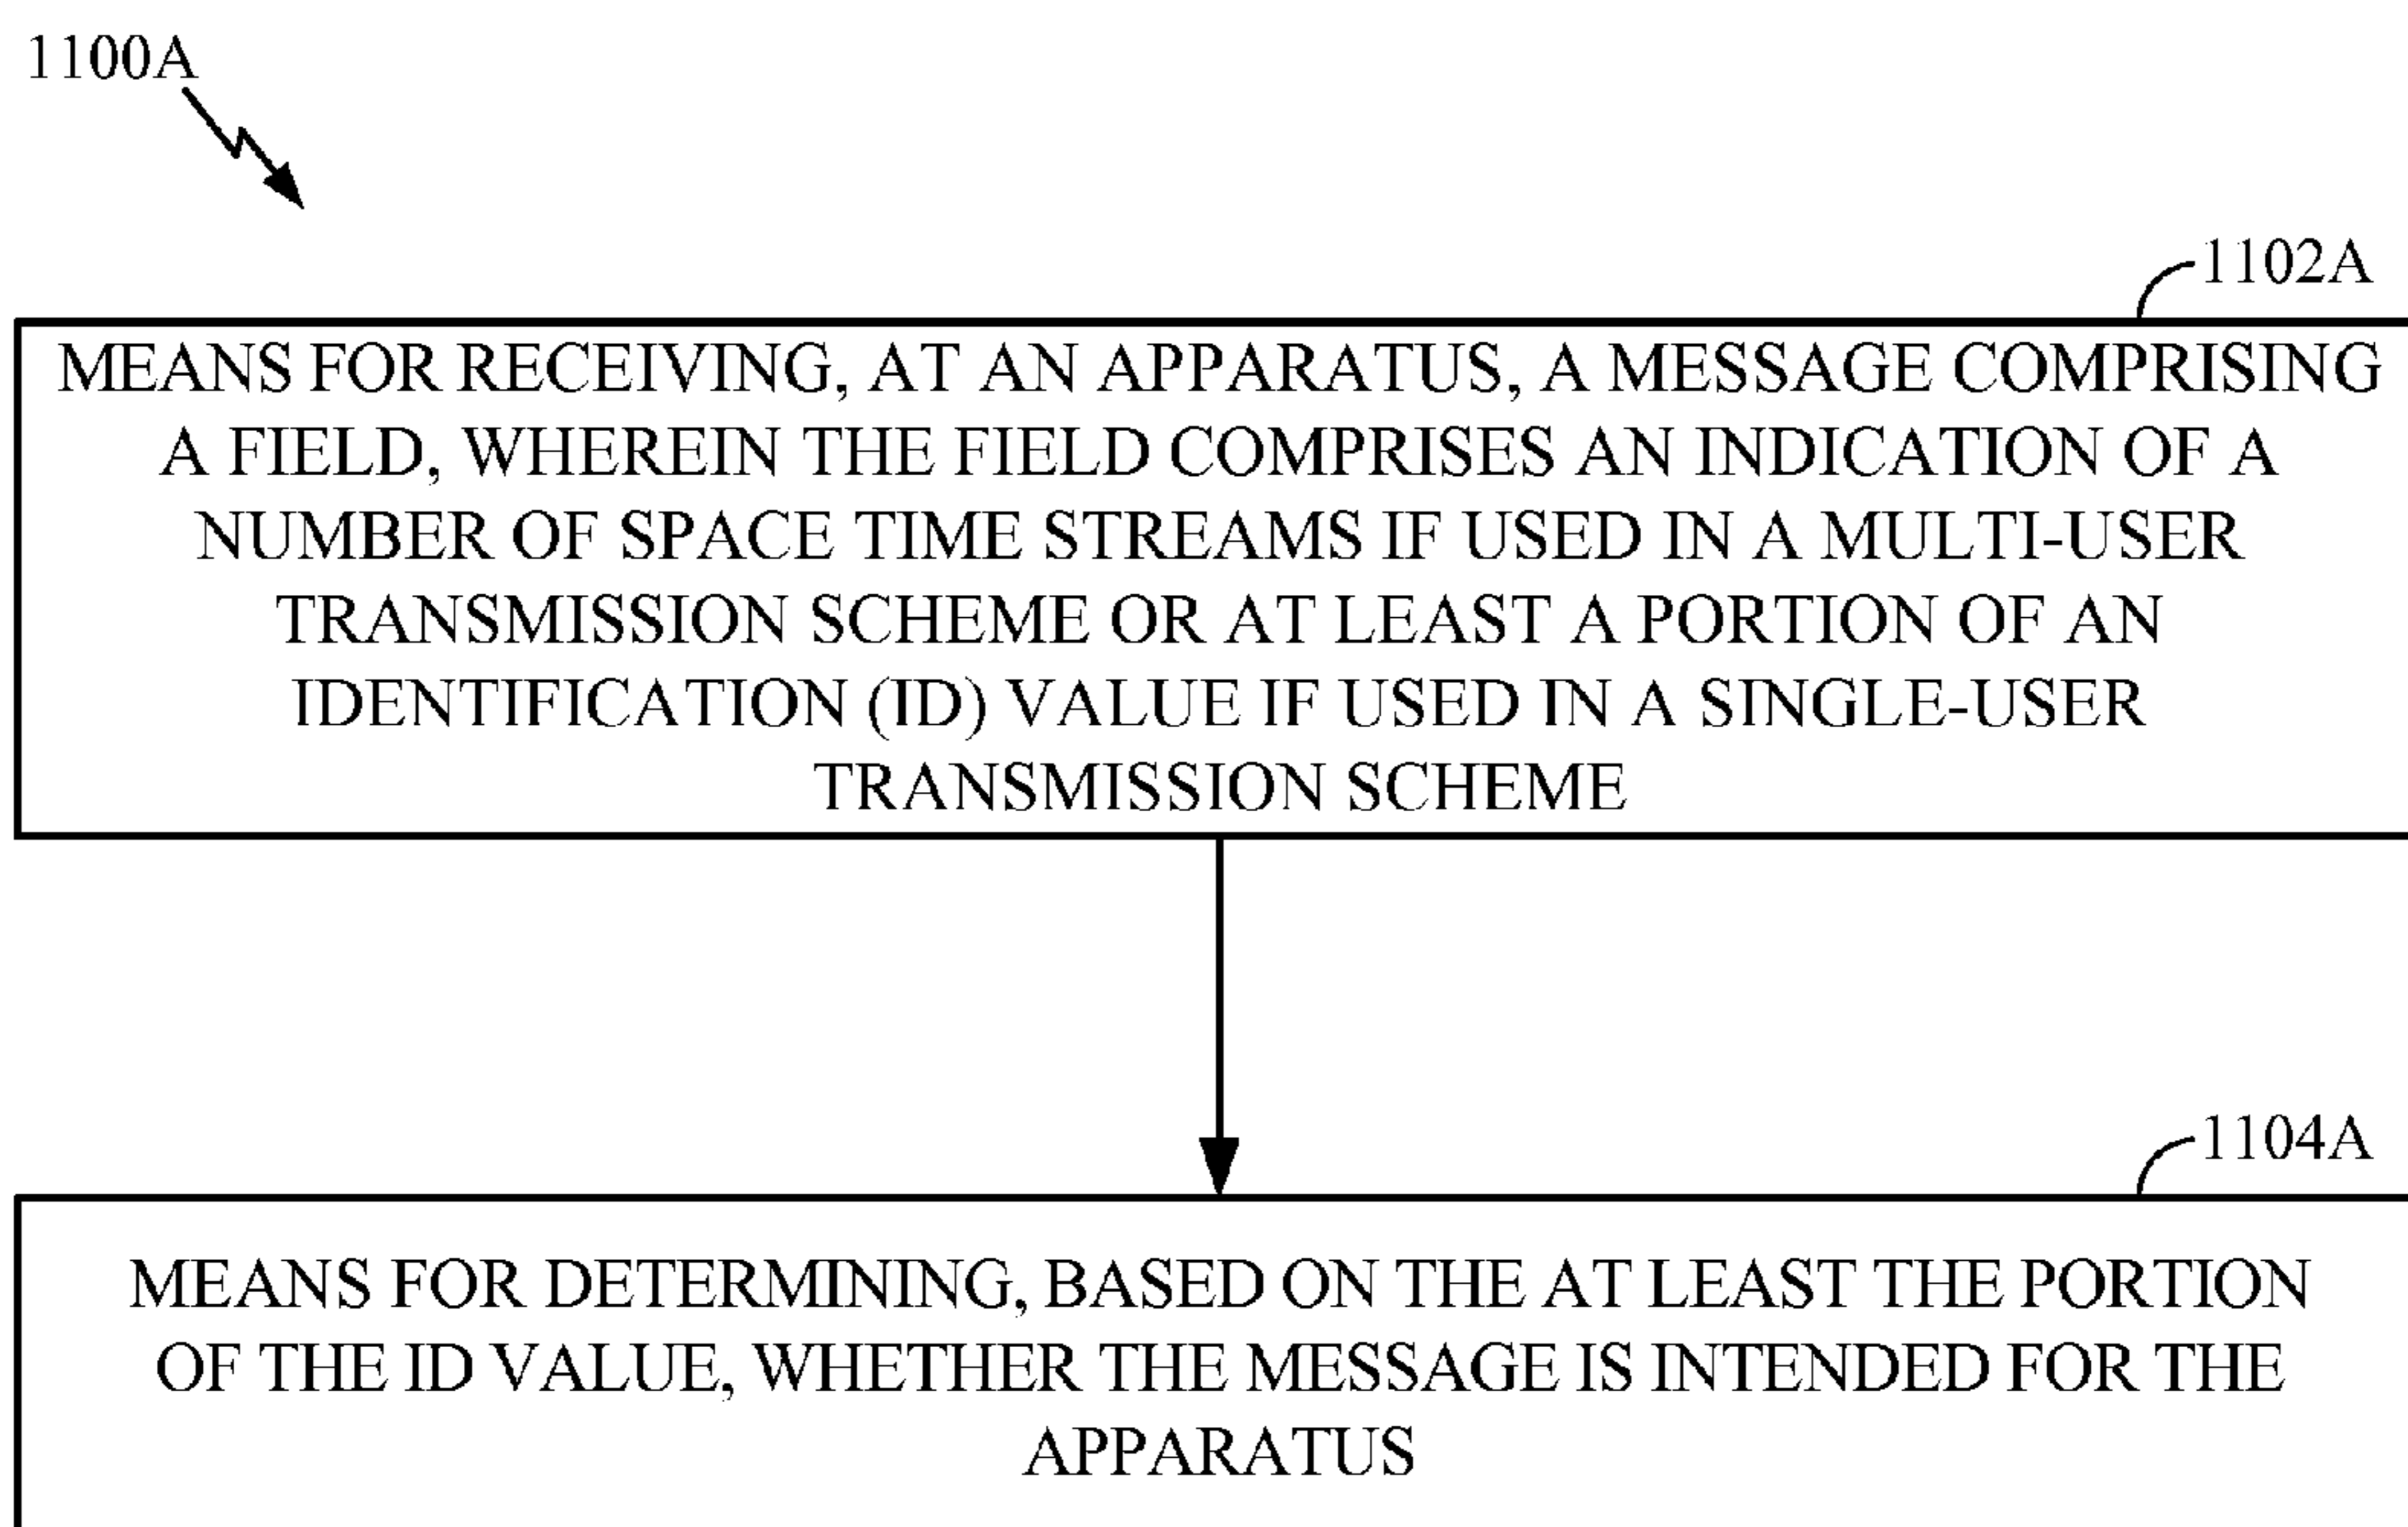 1100A
1102A
MEANS FOR RECEIVING, AT AN APPARATUS, A MESSAGE COMPRISING
A FIELD, WHEREIN THE FIELD COMPRISES AN INDICATION OF A
NUMBER OF SPACE TIME STREAMS IF USED IN A MULTI-USER
TRANSMISSION SCHEME OR AT LEAST A PORTION OF AN
IDENTIFICATION (ID) VALUE IF USED IN A SINGLE-USER
TRANSMISSION SCHEME
1104A
MEANS FOR DETERMINING, BASED ON THE AT LEAST THE PORTION
OF THE ID VALUE, WHETHER THE MESSAGE IS INTENDED FOR THE
APPARATUS